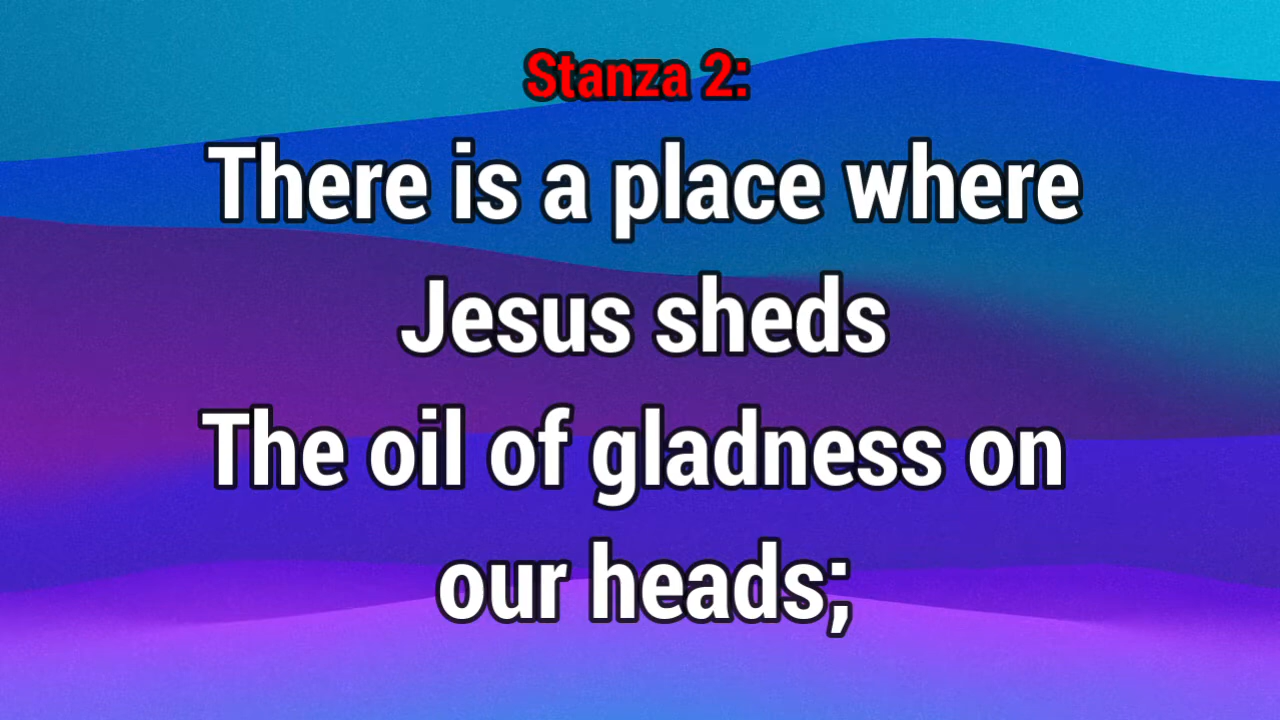 Stanza 2:
There is a place where
Jesus sheds
The oil of gladness on
our heads;